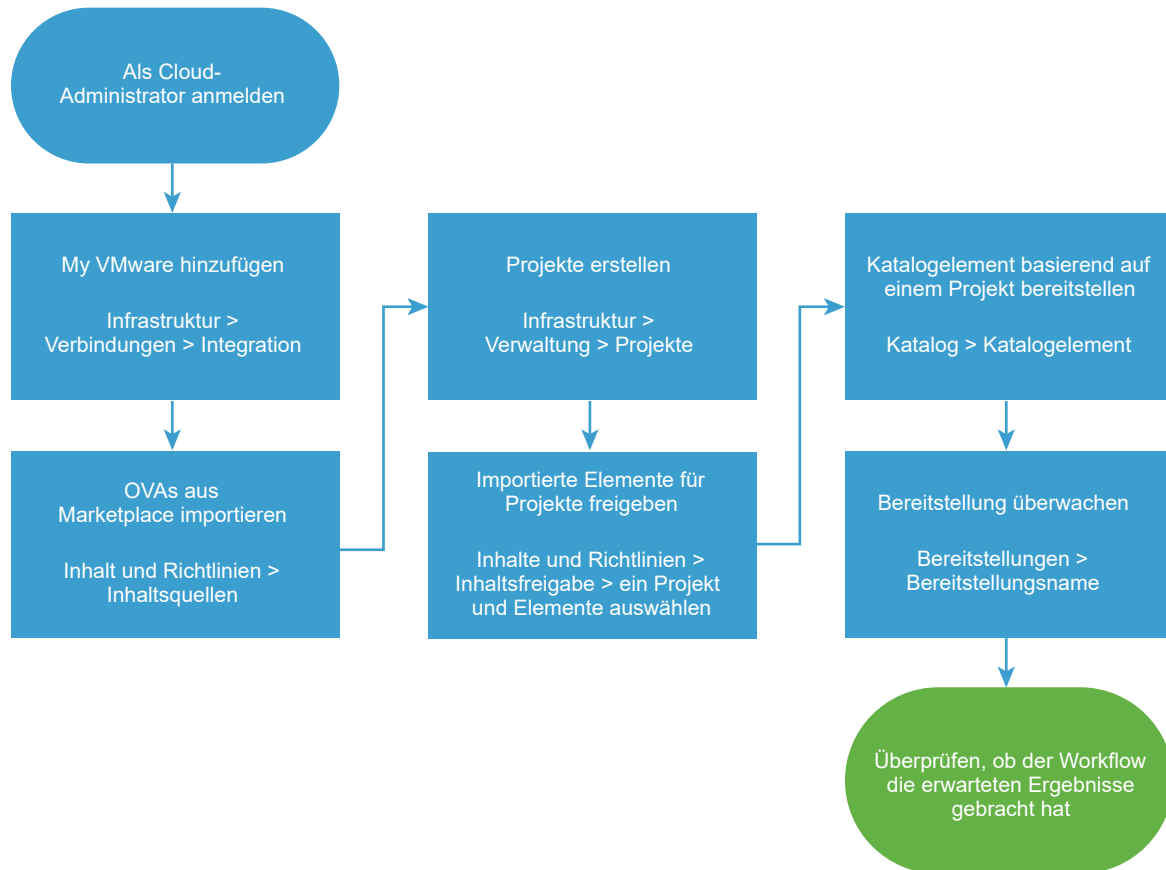 Als Cloud-
Administrator anmelden
My VMware hinzufügen
Infrastruktur >
Verbindungen > Integration
OVAs aus
Marketplace importieren
Inhalt und Richtlinien >
Inhaltsquellen
Projekte erstellen
Infrastruktur >
Verwaltung > Projekte
Importierte Elemente für
Projekte freigeben
Inhalte und Richtlinien >
Inhaltsfreigabe > ein Projekt
und Elemente auswählen
Katalogelement basierend auf
einem Projekt bereitstellen
Katalog > Katalogelement
Bereitstellung überwachen
Bereitstellungen >
Bereitstellungsname
Überprüfen, ob der Workflow
die erwarteten Ergebnisse
gebracht hat